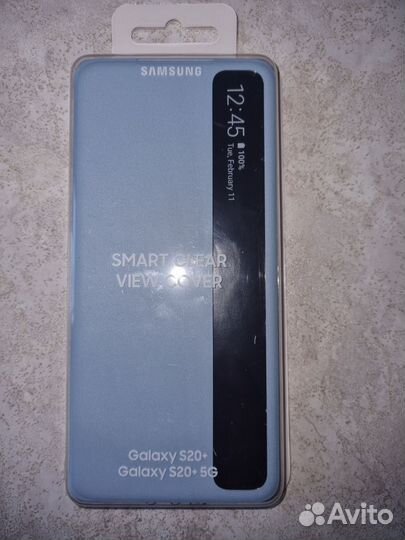 SAMSUNG
12:45
100%
Tue, February 11
SMART CLEAR
VIEW COVER
Galaxy S20+
Galaxy S20+ 5G
Avito